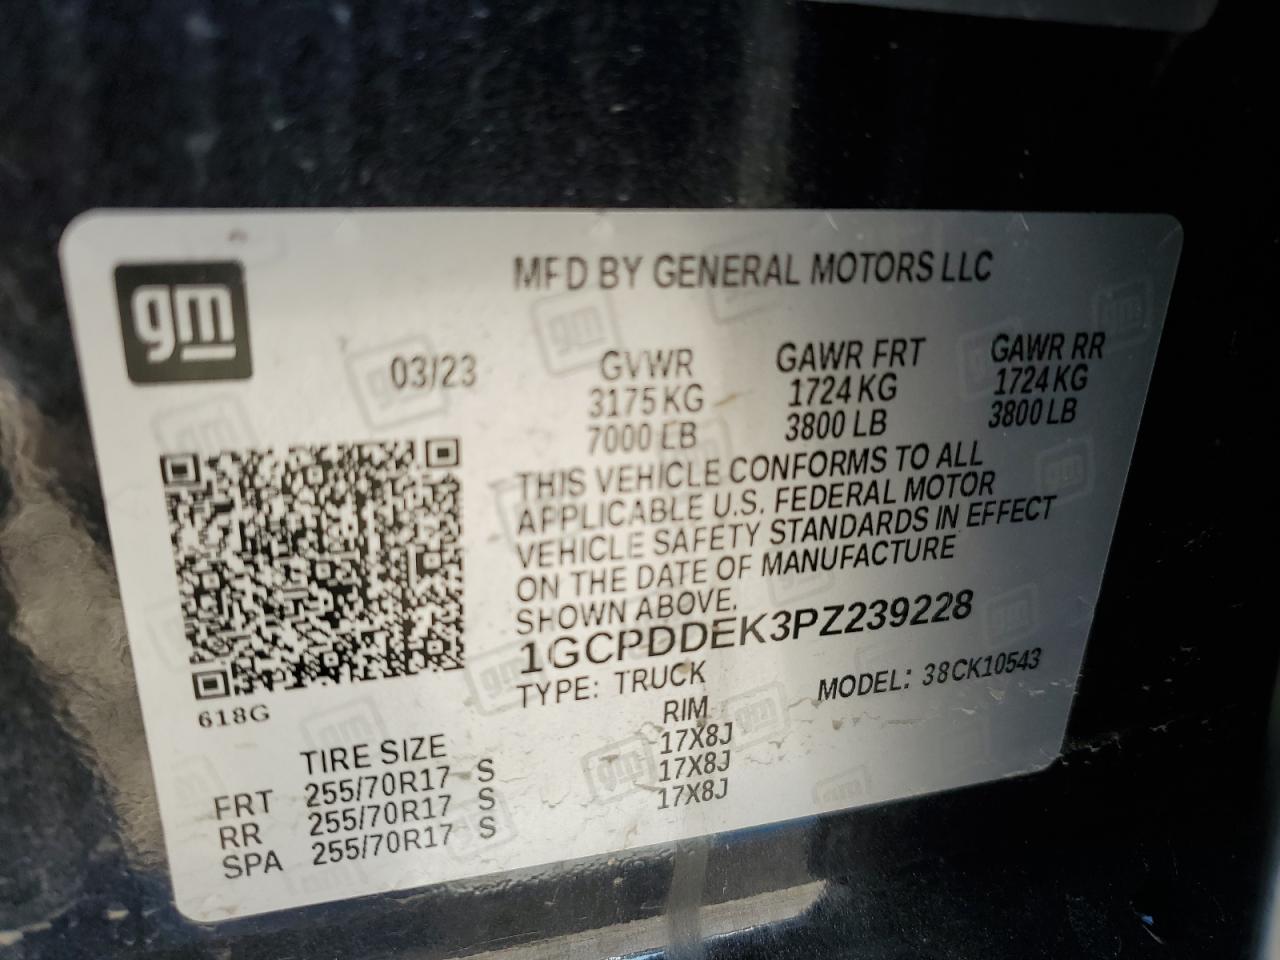 gm
MFD BY GENERAL MOTORS LLC
03/23
GVWR GAWR FRT GAWR RR
3175 KG 1724 KG 1724 KG
7000 LB 3800 LB 3800 LB
THIS VEHICLE CONFORMS TO ALL
APPLICABLE U.S. FEDERAL MOTOR
VEHICLE SAFETY STANDARDS IN EFFECT
ON THE DATE OF MANUFACTURE
SHOWN ABOVE.
1GCPDDEK3PZ239228
TYPE: TRUCK MODEL: 38CK10543
618G
TIRE SIZE RIM
FRT 255/70R17 S 17X8J
RR 255/70R17 S 17X8J
SPA 255/70R17 S 17X8J